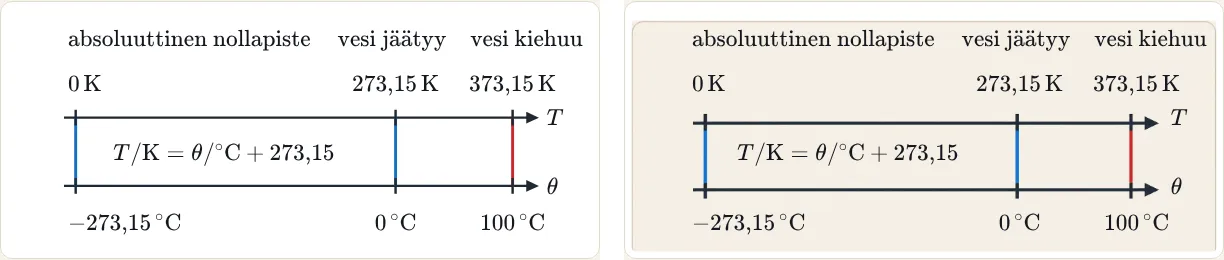 absoluuttinen nollapiste vesi jäätyy vesi kiehuu
0 K 273,15 K 373,15 K
T
T/K = θ/°C + 273,15
θ
−273,15 °C 0 °C 100 °C
absoluuttinen nollapiste vesi jäätyy vesi kiehuu
0 K 273,15 K 373,15 K
T
T/K = θ/°C + 273,15
θ
−273,15 °C 0 °C 100 °C